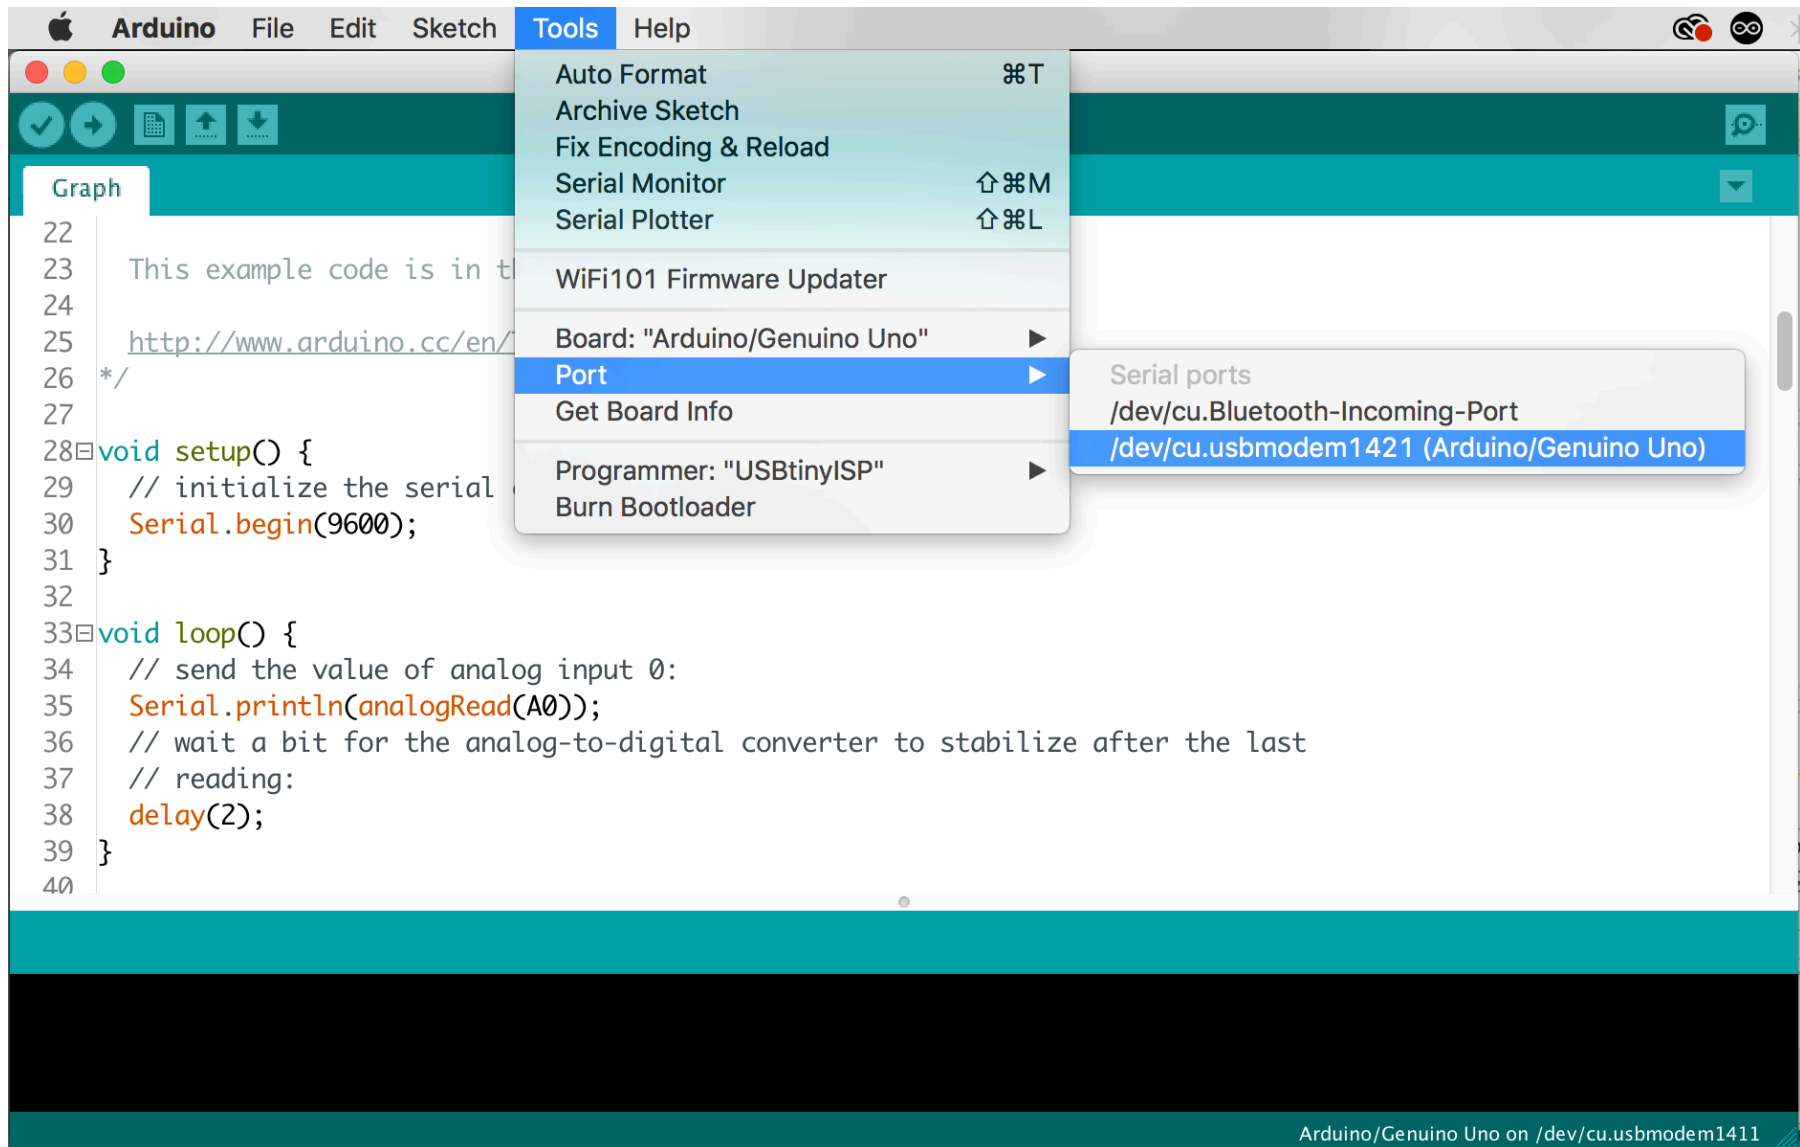 Arduino File Edit Sketch Tools Help
Auto Format ⌘T
Archive Sketch
Fix Encoding & Reload
Serial Monitor ⇧⌘M
Serial Plotter ⇧⌘L
WiFi101 Firmware Updater
Board: "Arduino/Genuino Uno"
Port
Get Board Info
Programmer: "USBtinyISP"
Burn Bootloader
Serial ports
/dev/cu.Bluetooth-Incoming-Port
/dev/cu.usbmodem1421 (Arduino/Genuino Uno)
Graph
22
23 This example code is in
24
25 http://www.arduino.cc/en/
26 */
27
28 void setup() {
29 // initialize the serial
30 Serial.begin(9600);
31 }
32
33 void loop() {
34 // send the value of analog input 0:
35 Serial.println(analogRead(A0));
36 // wait a bit for the analog-to-digital converter to stabilize after the last
37 // reading:
38 delay(2);
39 }
40
Arduino/Genuino Uno on /dev/cu.usbmodem1411